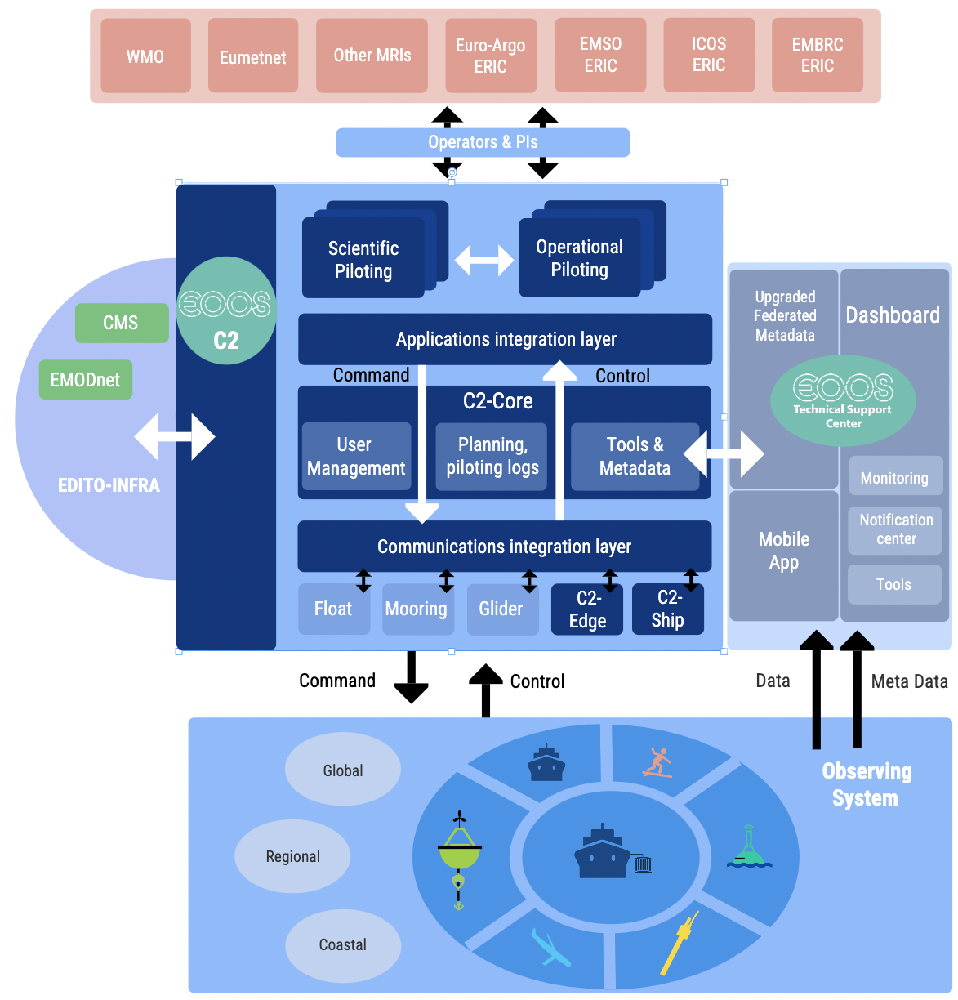 WMO
Eumetnet
Other MRIs
Euro-Argo
ERIC
EMSO
ERIC
ICOS
ERIC
EMBRC
ERIC
Operators & PIs
Scientific
Piloting
Operational
Piloting
EOOS
C2
CMS
EMODnet
EDITO-INFRA
Applications integration layer
Command
Control
C2-Core
User
Management
Planning,
piloting logs
Tools &
Metadata
Communications integration layer
Float
Mooring
Glider
C2-
Edge
C2-
Ship
Upgraded
Federated
Metadata
Dashboard
EOOS
Technical Support
Center
Monitoring
Notification
center
Tools
Mobile
App
Command
Control
Data
Meta Data
Observing
System
Global
Regional
Coastal